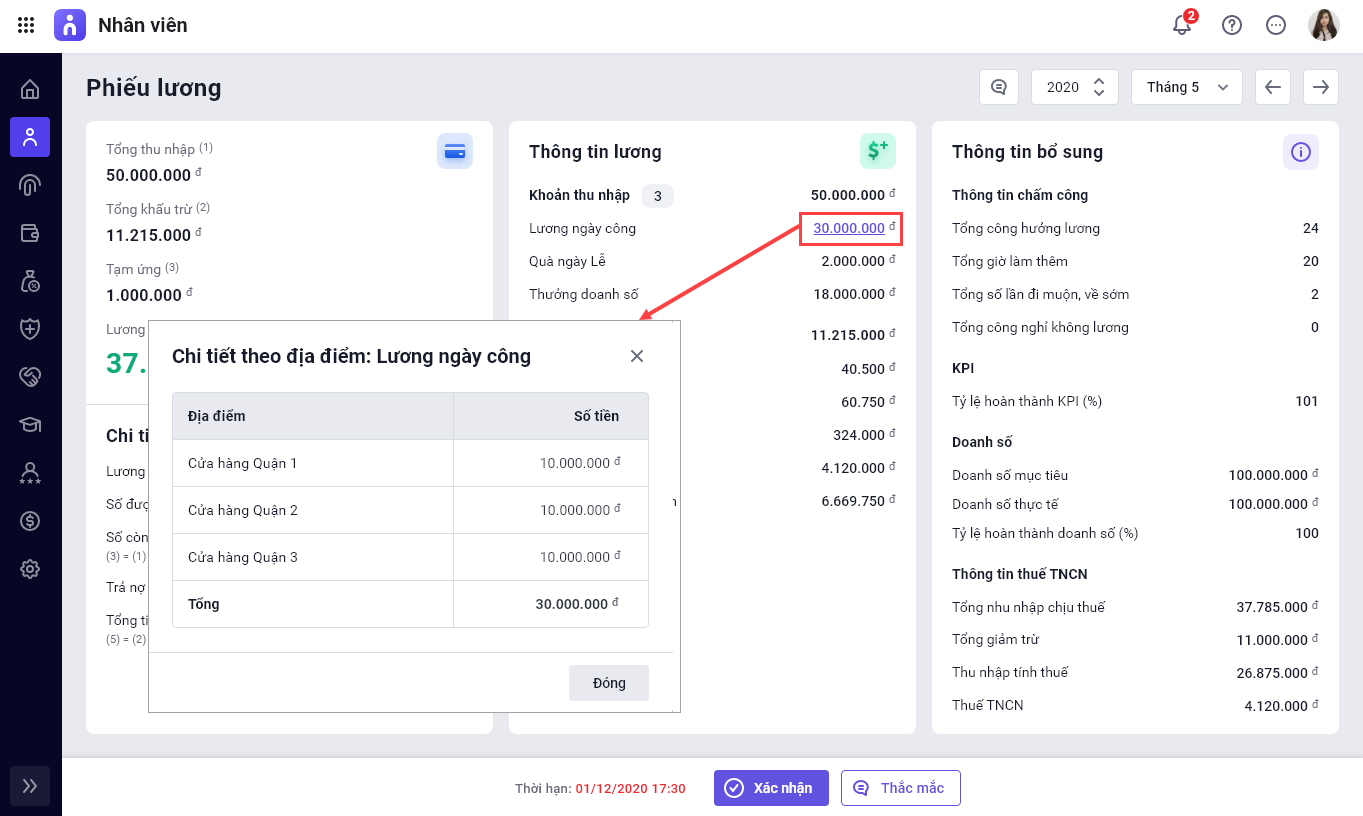 Nhân viên
2
Phiếu lương
2020
Tháng 5
Tổng thu nhập (1)
50.000.000 đ
Tổng khấu trừ (2)
11.215.000 đ
Tạm ứng (3)
1.000.000 đ
Lương
37.
Chi ti
Lương
Số đượ
Số còn
(3) = (1)
Trả nợ
Tổng ti
(5) = (2)
Thông tin lương
Khoản thu nhập 3 50.000.000 đ
Lương ngày công 30.000.000 đ
Quà ngày Lễ 2.000.000 đ
Thưởng doanh số 18.000.000 đ
11.215.000 đ
40.500 đ
60.750 đ
324.000 đ
4.120.000 đ
6.669.750 đ
Chi tiết theo địa điểm: Lương ngày công
Địa điểm Số tiền
Cửa hàng Quận 1 10.000.000 đ
Cửa hàng Quận 2 10.000.000 đ
Cửa hàng Quận 3 10.000.000 đ
Tổng 30.000.000 đ
Đóng
Thông tin bổ sung
Thông tin chấm công
Tổng công hưởng lương 24
Tổng giờ làm thêm 20
Tổng số lần đi muộn, về sớm 2
Tổng công nghỉ không lương 0
KPI
Tỷ lệ hoàn thành KPI (%) 101
Doanh số
Doanh số mục tiêu 100.000.000 đ
Doanh số thực tế 100.000.000 đ
Tỷ lệ hoàn thành doanh số (%) 100
Thông tin thuế TNCN
Tổng nhu nhập chịu thuế 37.785.000 đ
Tổng giảm trừ 11.000.000 đ
Thu nhập tính thuế 26.875.000 đ
Thuế TNCN 4.120.000 đ
Thời hạn: 01/12/2020 17:30
Xác nhận
Thắc mắc